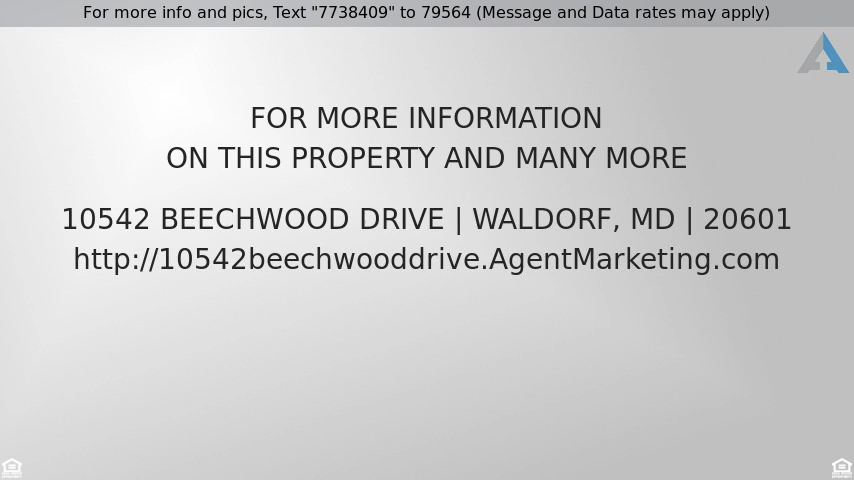 For more info and pics, Text "7738409" to 79564 (Message and Data rates may apply)
FOR MORE INFORMATION
ON THIS PROPERTY AND MANY MORE
10542 BEECHWOOD DRIVE | WALDORF, MD | 20601
http://10542beechwooddrive.AgentMarketing.com